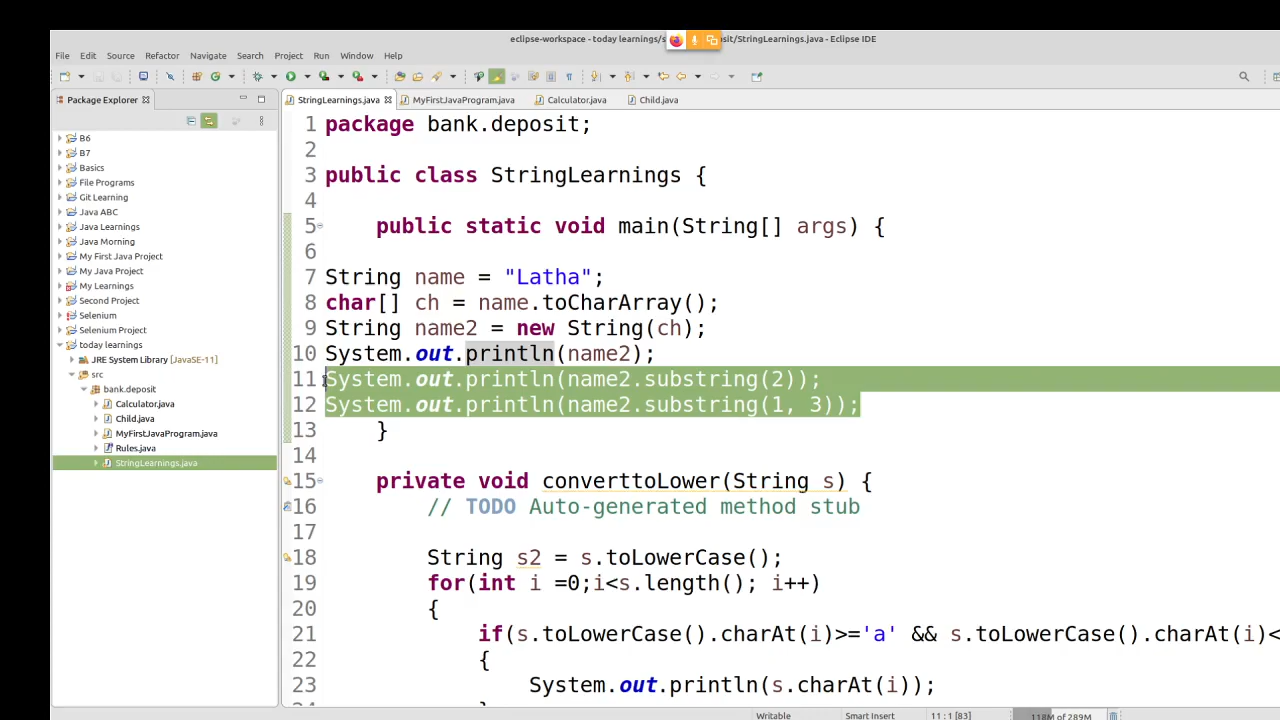 eclipse-workspace - today learnings/s
sit/StringLearnings.java - Eclipse IDE
File Edit Source Refactor Navigate Search Project Run Window Help
Package Explorer
StringLearnings.java MyFirstJavaProgram.java Calculator.java Child.java
B6
B7
Basics
File Programs
Git Learning
Java ABC
Java Learnings
Java Morning
My First Java Project
My Java Project
My Learnings
Second Project
Selenium
Selenium Project
today learnings
JRE System Library [JavaSE-11]
src
bank.deposit
Calculator.java
Child.java
MyFirstJavaProgram.java
Rules.java
StringLearnings.java
1 package bank.deposit;
2
3 public class StringLearnings {
4
5 public static void main(String[] args) {
6
7 String name = "Latha";
8 char[] ch = name.toCharArray();
9 String name2 = new String(ch);
10 System.out.println(name2);
11 System.out.println(name2.substring(2));
12 System.out.println(name2.substring(1, 3));
13 }
14
15 private void converttoLower(String s) {
16 // TODO Auto-generated method stub
17
18 String s2 = s.toLowerCase();
19 for(int i =0;i<s.length(); i++)
20 {
21 if(s.toLowerCase().charAt(i)>='a' && s.toLowerCase().charAt(i)<
22 {
23 System.out.println(s.charAt(i));
Writable Smart Insert 11 : 1 [83] 118M of 289M